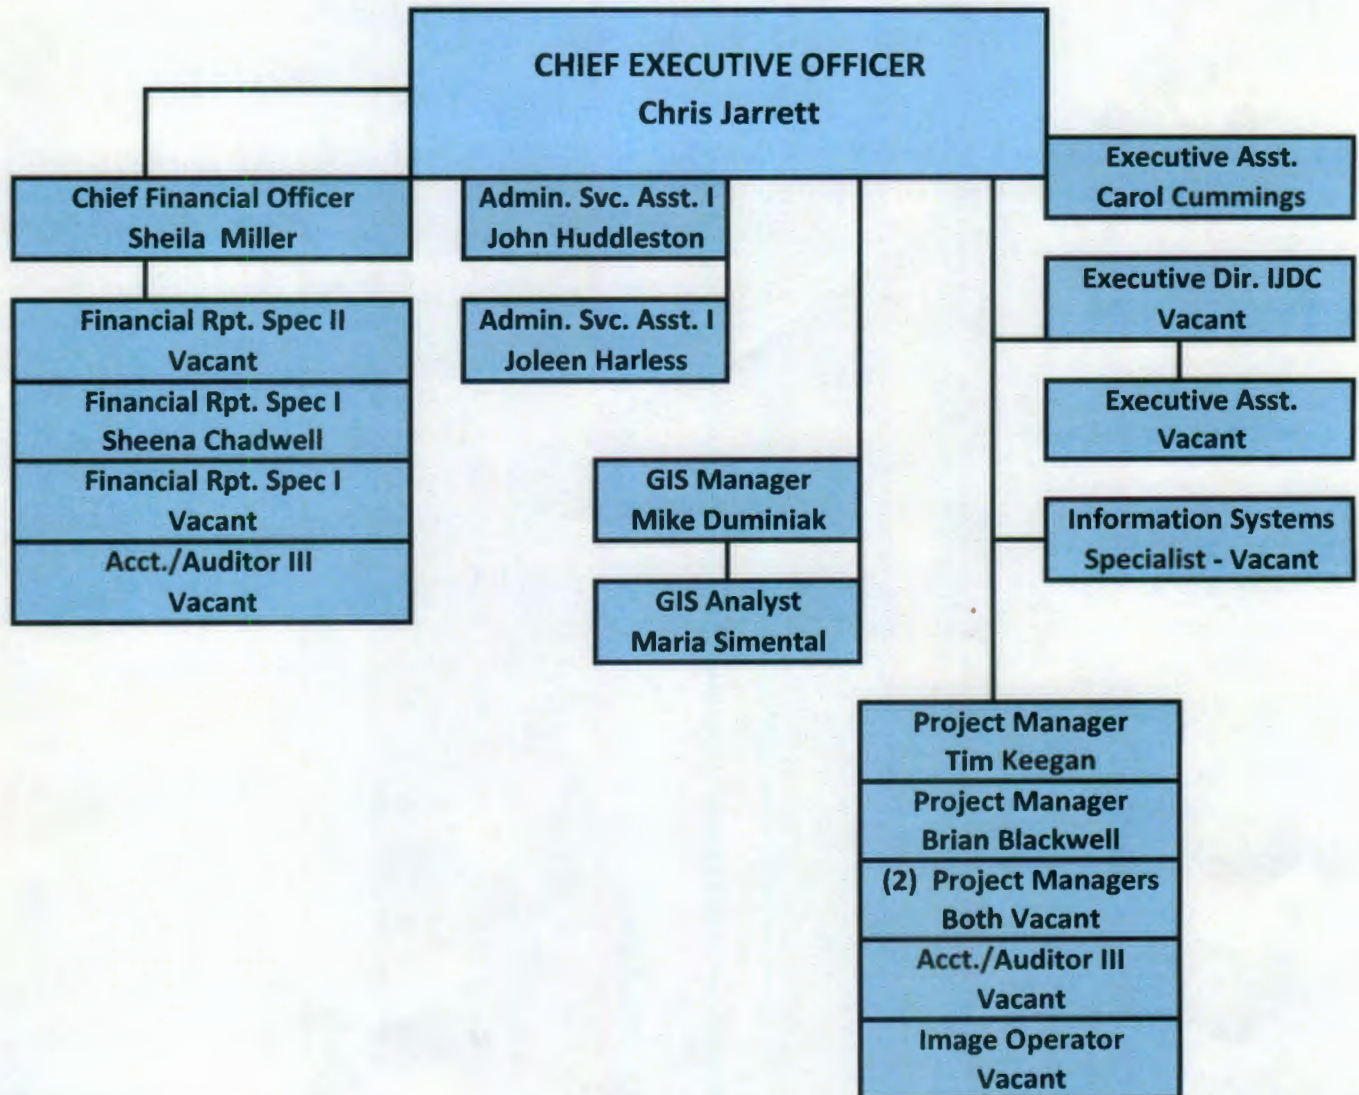 CHIEF EXECUTIVE OFFICER
Chris Jarrett
Chief Financial Officer
Sheila Miller
Financial Rpt. Spec II
Vacant
Financial Rpt. Spec I
Sheena Chadwell
Financial Rpt. Spec I
Vacant
Acct./Auditor III
Vacant
Admin. Svc. Asst. I
John Huddleston
Admin. Svc. Asst. I
Joleen Harless
GIS Manager
Mike Duminiak
GIS Analyst
Maria Simental
Executive Asst.
Carol Cummings
Executive Dir. IJDC
Vacant
Executive Asst.
Vacant
Information Systems
Specialist - Vacant
Project Manager
Tim Keegan
Project Manager
Brian Blackwell
(2) Project Managers
Both Vacant
Acct./Auditor III
Vacant
Image Operator
Vacant